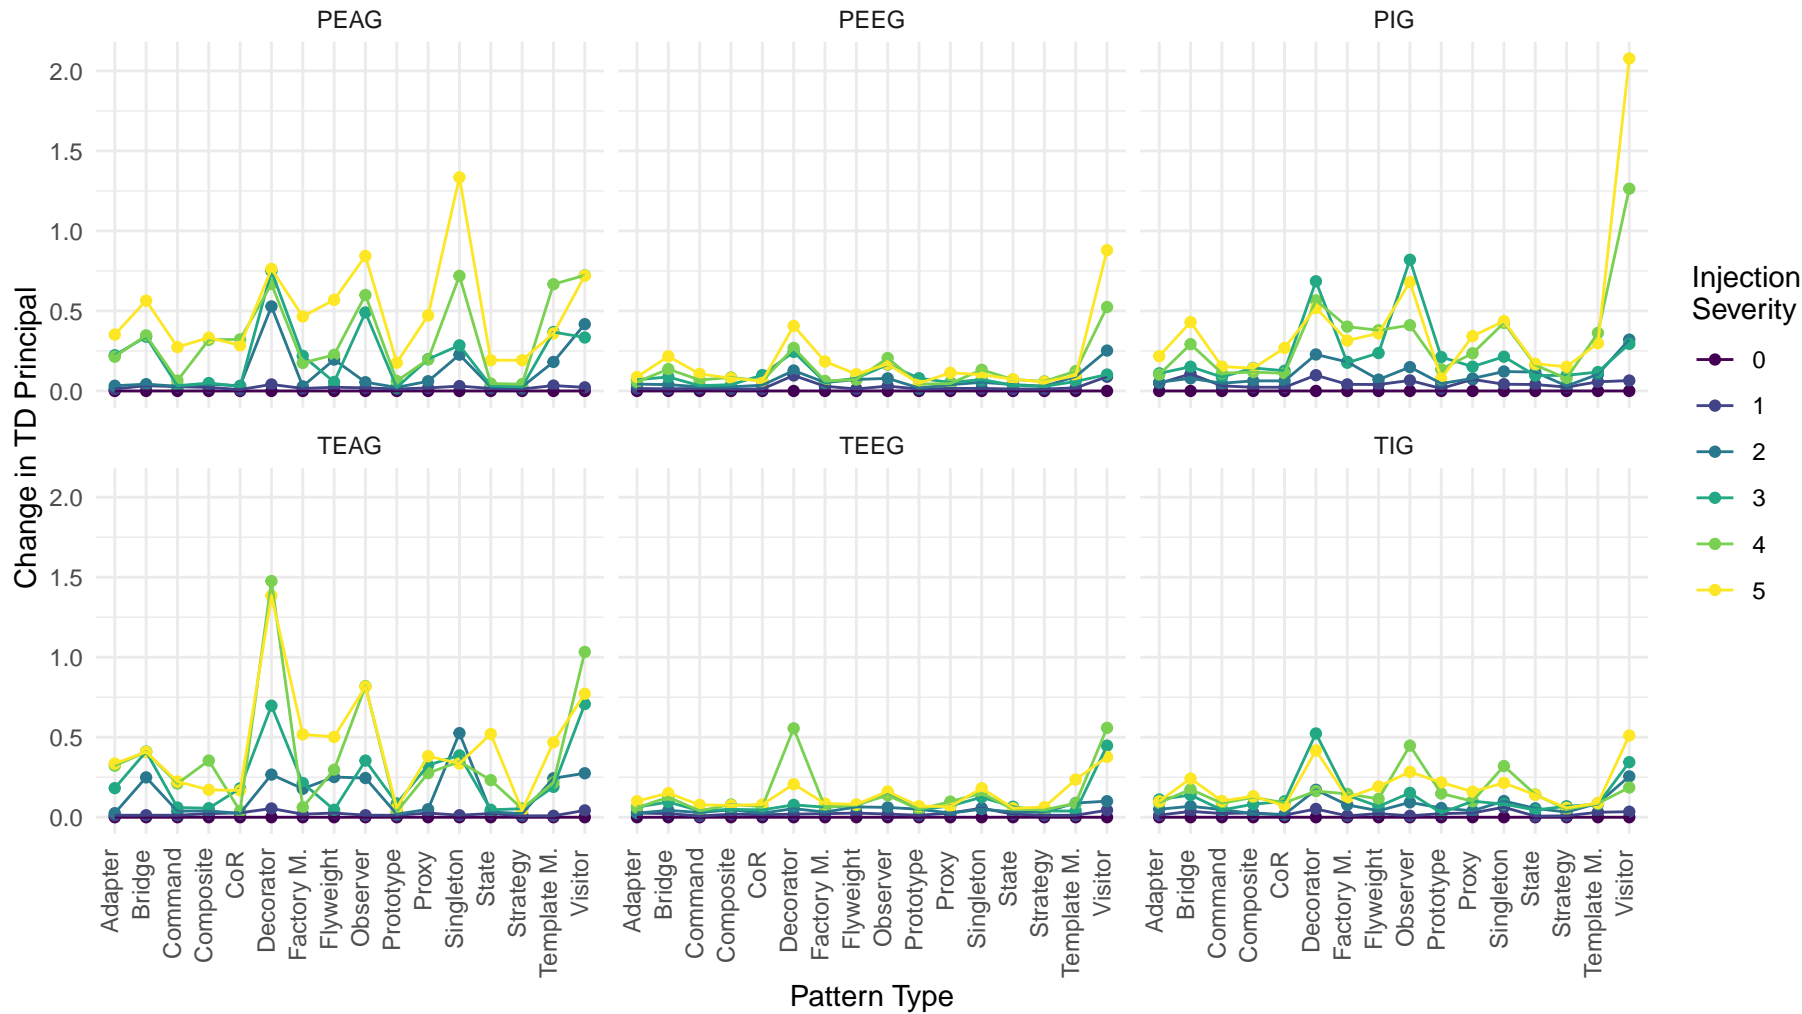 PEAG PEEG PIG
2.0
1.5
1.0
0.5
0.0
TEAG TEEG TIG
2.0
1.5
1.0
0.5
0.0
Change in TD Principal
Adapter Bridge Command Composite CoR Decorator Factory M. Flyweight Observer Prototype Proxy Singleton State Strategy Template M. Visitor
Adapter Bridge Command Composite CoR Decorator Factory M. Flyweight Observer Prototype Proxy Singleton State Strategy Template M. Visitor
Adapter Bridge Command Composite CoR Decorator Factory M. Flyweight Observer Prototype Proxy Singleton State Strategy Template M. Visitor
Pattern Type
Injection
Severity
0
1
2
3
4
5